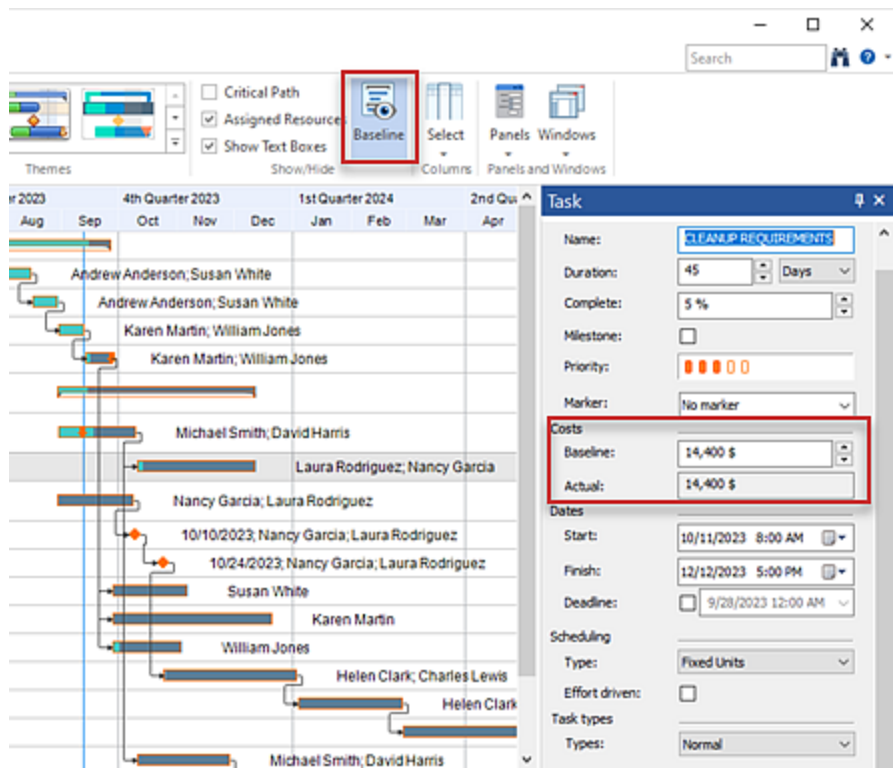 Search
Critical Path
Assigned Resources
Show Text Boxes
Baseline
Select
Panels
Windows
Themes
Show/Hide
Columns
Panels and Windows
2023
4th Quarter 2023
1st Quarter 2024
2nd Qu
Aug
Sep
Oct
Nov
Dec
Jan
Feb
Mar
Apr
Andrew Anderson; Susan White
Andrew Anderson; Susan White
Karen Martin; William Jones
Karen Martin; William Jones
Michael Smith; David Harris
Laura Rodriguez; Nancy Garcia
Nancy Garcia; Laura Rodriguez
10/10/2023; Nancy Garcia; Laura Rodriguez
10/24/2023; Nancy Garcia; Laura Rodriguez
Susan White
Karen Martin
William Jones
Helen Clark; Charles Lewis
Helen Clark
Michael Smith; David Harris
Task
Name: CLEANUP REQUIREMENTS
Duration: 45 Days
Complete: 5 %
Milestone:
Priority:
Marker: No marker
Costs
Baseline: 14,400 $
Actual: 14,400 $
Dates
Start: 10/11/2023 8:00 AM
Finish: 12/12/2023 5:00 PM
Deadline: 9/28/2023 12:00 AM
Scheduling
Type: Fixed Units
Effort driven:
Task types
Types: Normal